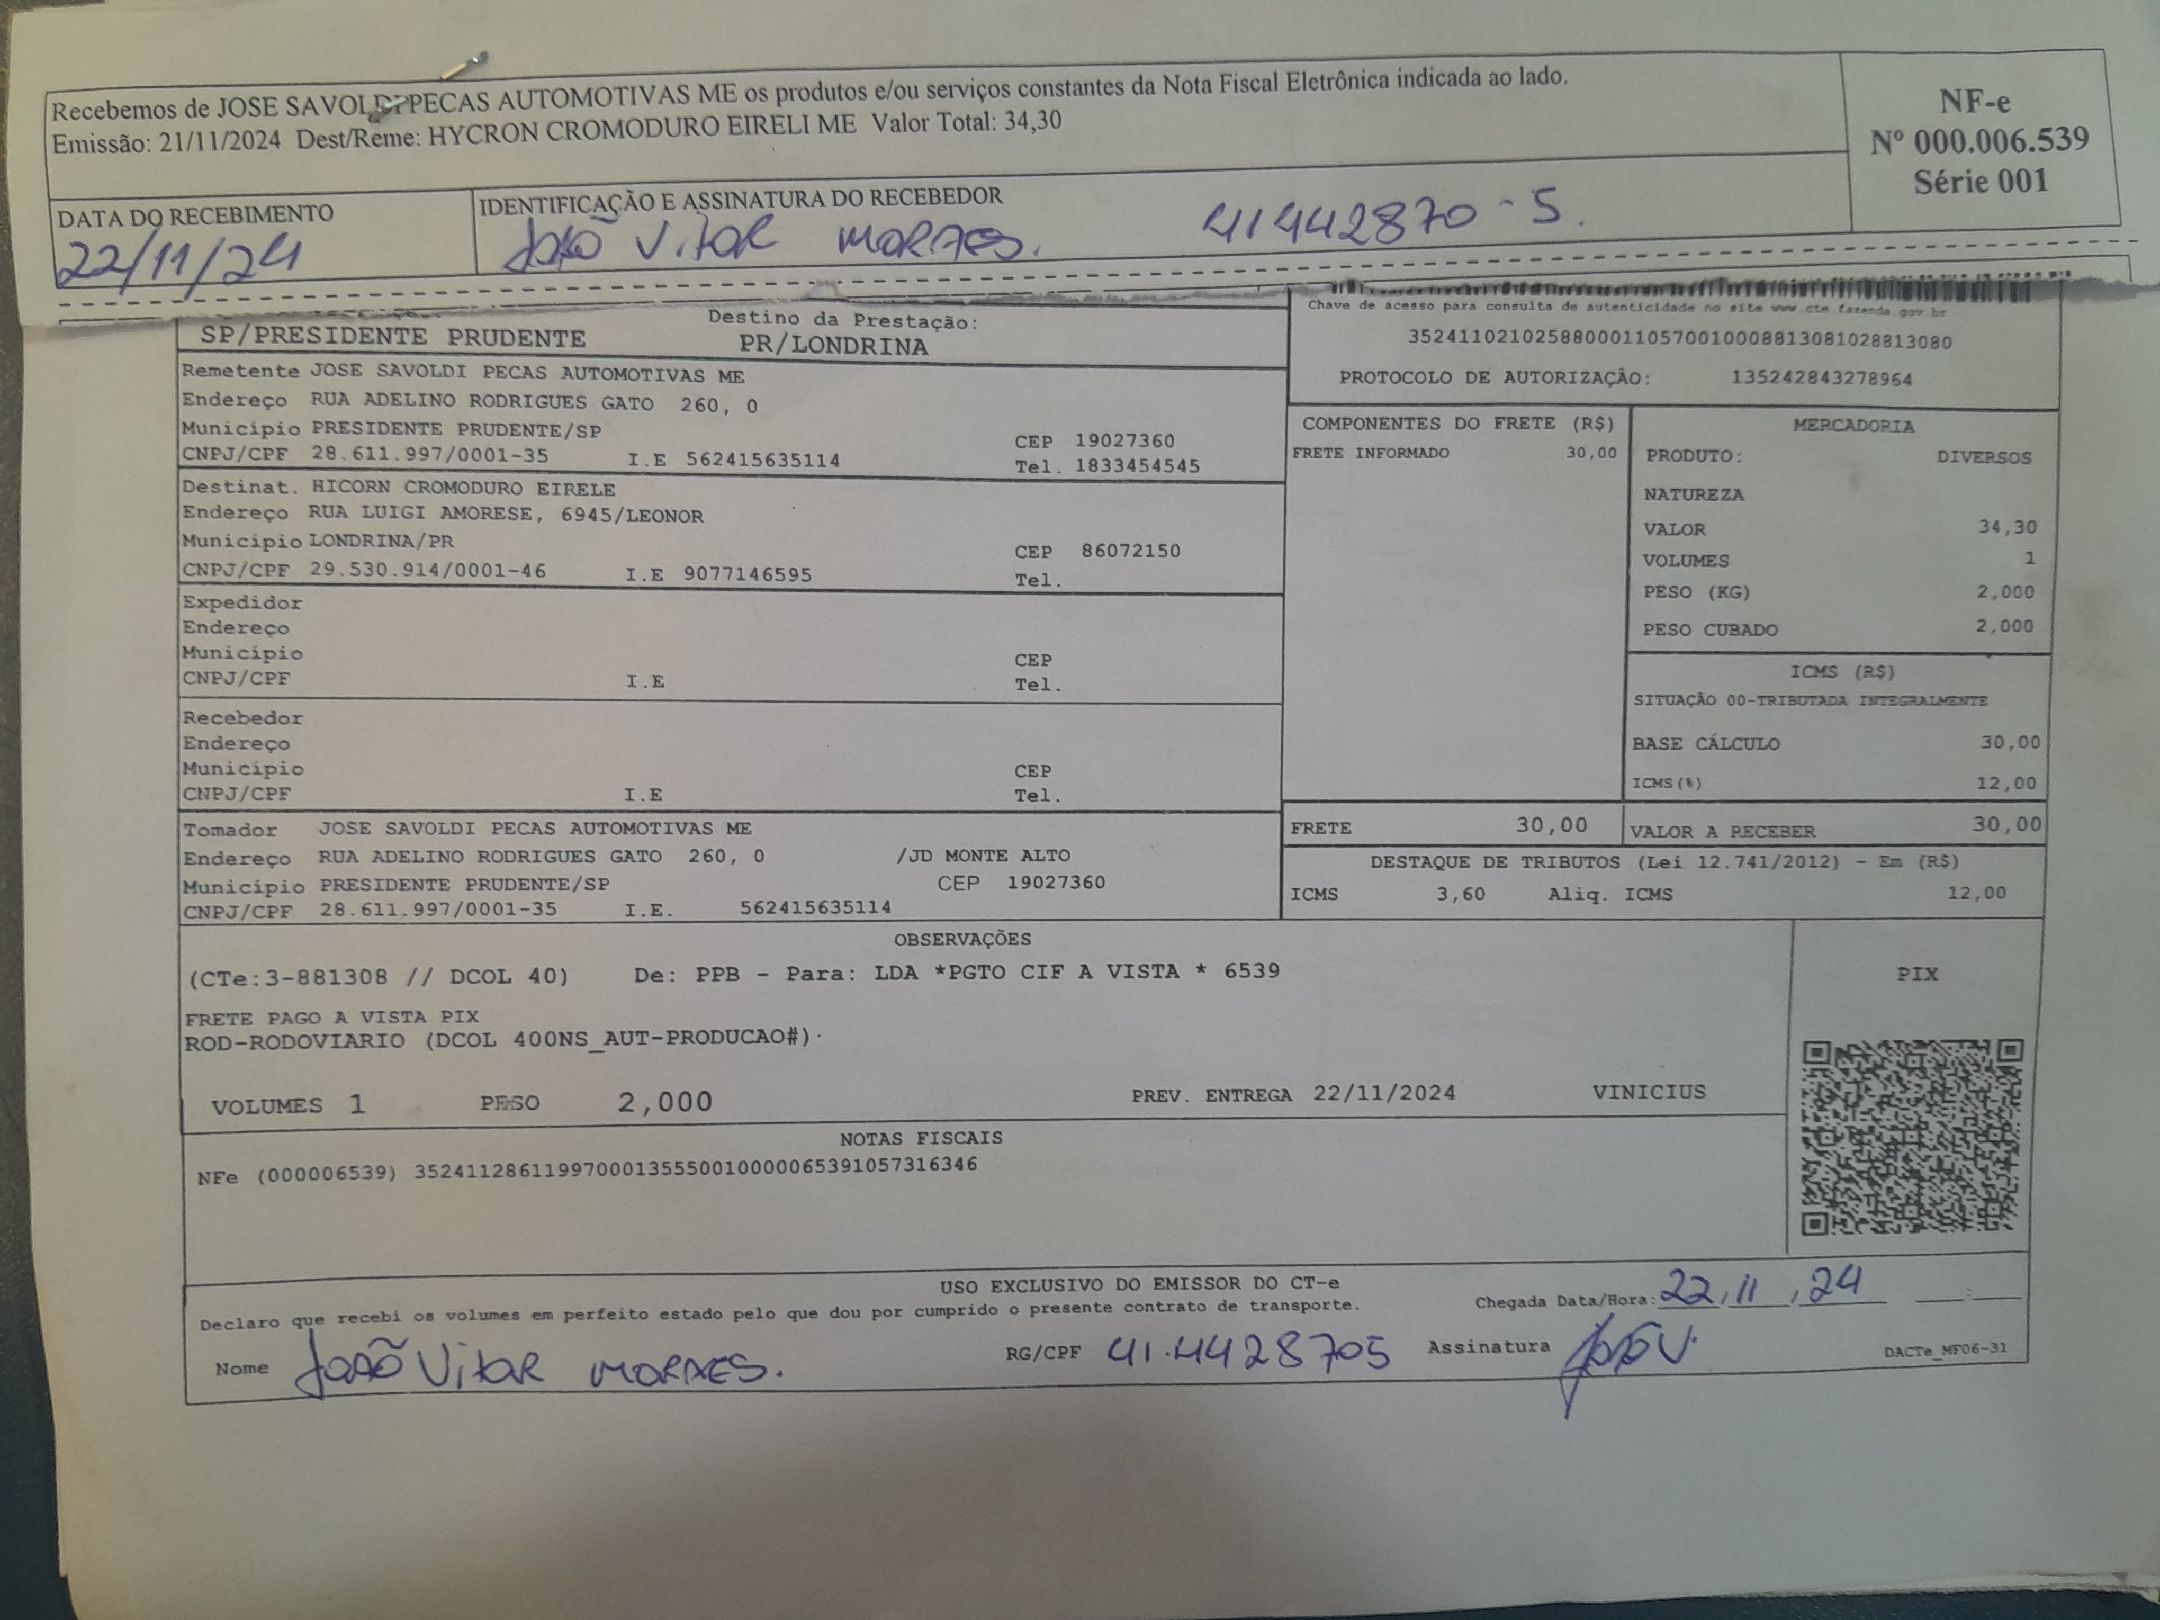 Recebemos de JOSE SAVOLDI PECAS AUTOMOTIVAS ME os produtos e/ou serviços constantes da Nota Fiscal Eletrônica indicada ao lado.
Emissão: 21/11/2024 Dest/Reme: HYCRON CROMODURO EIRELI ME Valor Total: 34,30
NF-e
Nº 000.006.539
Série 001
DATA DO RECEBIMENTO
22/11/24
IDENTIFICAÇÃO E ASSINATURA DO RECEBEDOR
João Vitor Moraes. 41442870-5.
Destino da Prestação:
SP/PRESIDENTE PRUDENTE PR/LONDRINA
Chave de acesso para consulta de autenticidade no site www.cte.fazenda.gov.br
35241102102588000110570010008813081028813080
PROTOCOLO DE AUTORIZAÇÃO: 135242843278964
Remetente JOSE SAVOLDI PECAS AUTOMOTIVAS ME
Endereço RUA ADELINO RODRIGUES GATO 260, 0
Município PRESIDENTE PRUDENTE/SP CEP 19027360
CNPJ/CPF 28.611.997/0001-35 I.E 562415635114 Tel. 1833454545
Destinat. HICORN CROMODURO EIRELE
Endereço RUA LUIGI AMORESE, 6945/LEONOR
Município LONDRINA/PR CEP 86072150
CNPJ/CPF 29.530.914/0001-46 I.E 9077146595 Tel.
Expedidor
Endereço
Município CEP
CNPJ/CPF I.E Tel.
Recebedor
Endereço
Município CEP
CNPJ/CPF I.E Tel.
Tomador JOSE SAVOLDI PECAS AUTOMOTIVAS ME
Endereço RUA ADELINO RODRIGUES GATO 260, 0 /JD MONTE ALTO
Município PRESIDENTE PRUDENTE/SP CEP 19027360
CNPJ/CPF 28.611.997/0001-35 I.E. 562415635114
COMPONENTES DO FRETE (R$)
FRETE INFORMADO 30,00
MERCADORIA
PRODUTO: DIVERSOS
NATUREZA
VALOR 34,30
VOLUMES 1
PESO (KG) 2,000
PESO CUBADO 2,000
ICMS (R$)
SITUAÇÃO 00-TRIBUTADA INTEGRALMENTE
BASE CÁLCULO 30,00
ICMS(%) 12,00
FRETE 30,00 VALOR A RECEBER 30,00
DESTAQUE DE TRIBUTOS (Lei 12.741/2012) - Em (R$)
ICMS 3,60 Aliq. ICMS 12,00
OBSERVAÇÕES
(CTe:3-881308 // DCOL 40) De: PPB - Para: LDA *PGTO CIF A VISTA * 6539
FRETE PAGO A VISTA PIX
ROD-RODOVIARIO (DCOL 400NS_AUT-PRODUCAO#)
VOLUMES 1 PESO 2,000 PREV. ENTREGA 22/11/2024 VINICIUS
PIX
NOTAS FISCAIS
NFe (000006539) 35241128611997000135550010000065391057316346
USO EXCLUSIVO DO EMISSOR DO CT-e
Declaro que recebi os volumes em perfeito estado pelo que dou por cumprido o presente contrato de transporte.
Chegada Data/Hora: 22,11,24 :
Nome João Vitor Moraes. RG/CPF 41.4428705 Assinatura João V.
DACTe_MF06-31